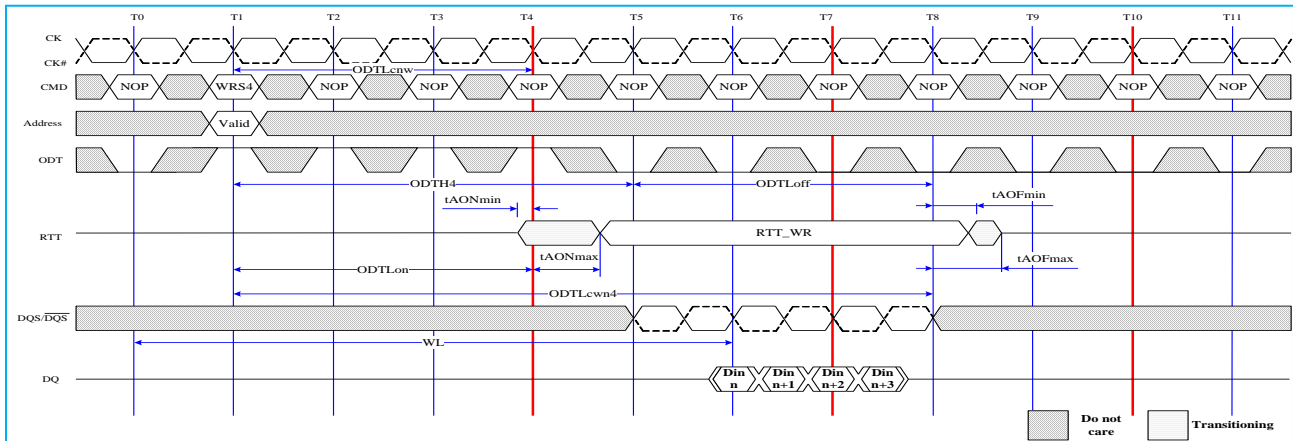 T0 T1 T2 T3 T4 T5 T6 T7 T8 T9 T10 T11
CK
CK#
ODTLcnw
CMD NOP WRS4 NOP NOP NOP NOP NOP NOP NOP NOP NOP NOP
Address Valid
ODT
ODTH4 ODTLoff
tAONmin tAOFmin
RTT RTT_WR
tAONmax
ODTLon tAOFmax
ODTLcwn4
DQS/DQS
WL
DQ Din n Din n+1 Din n+2 Din n+3
Do not care Transitioning